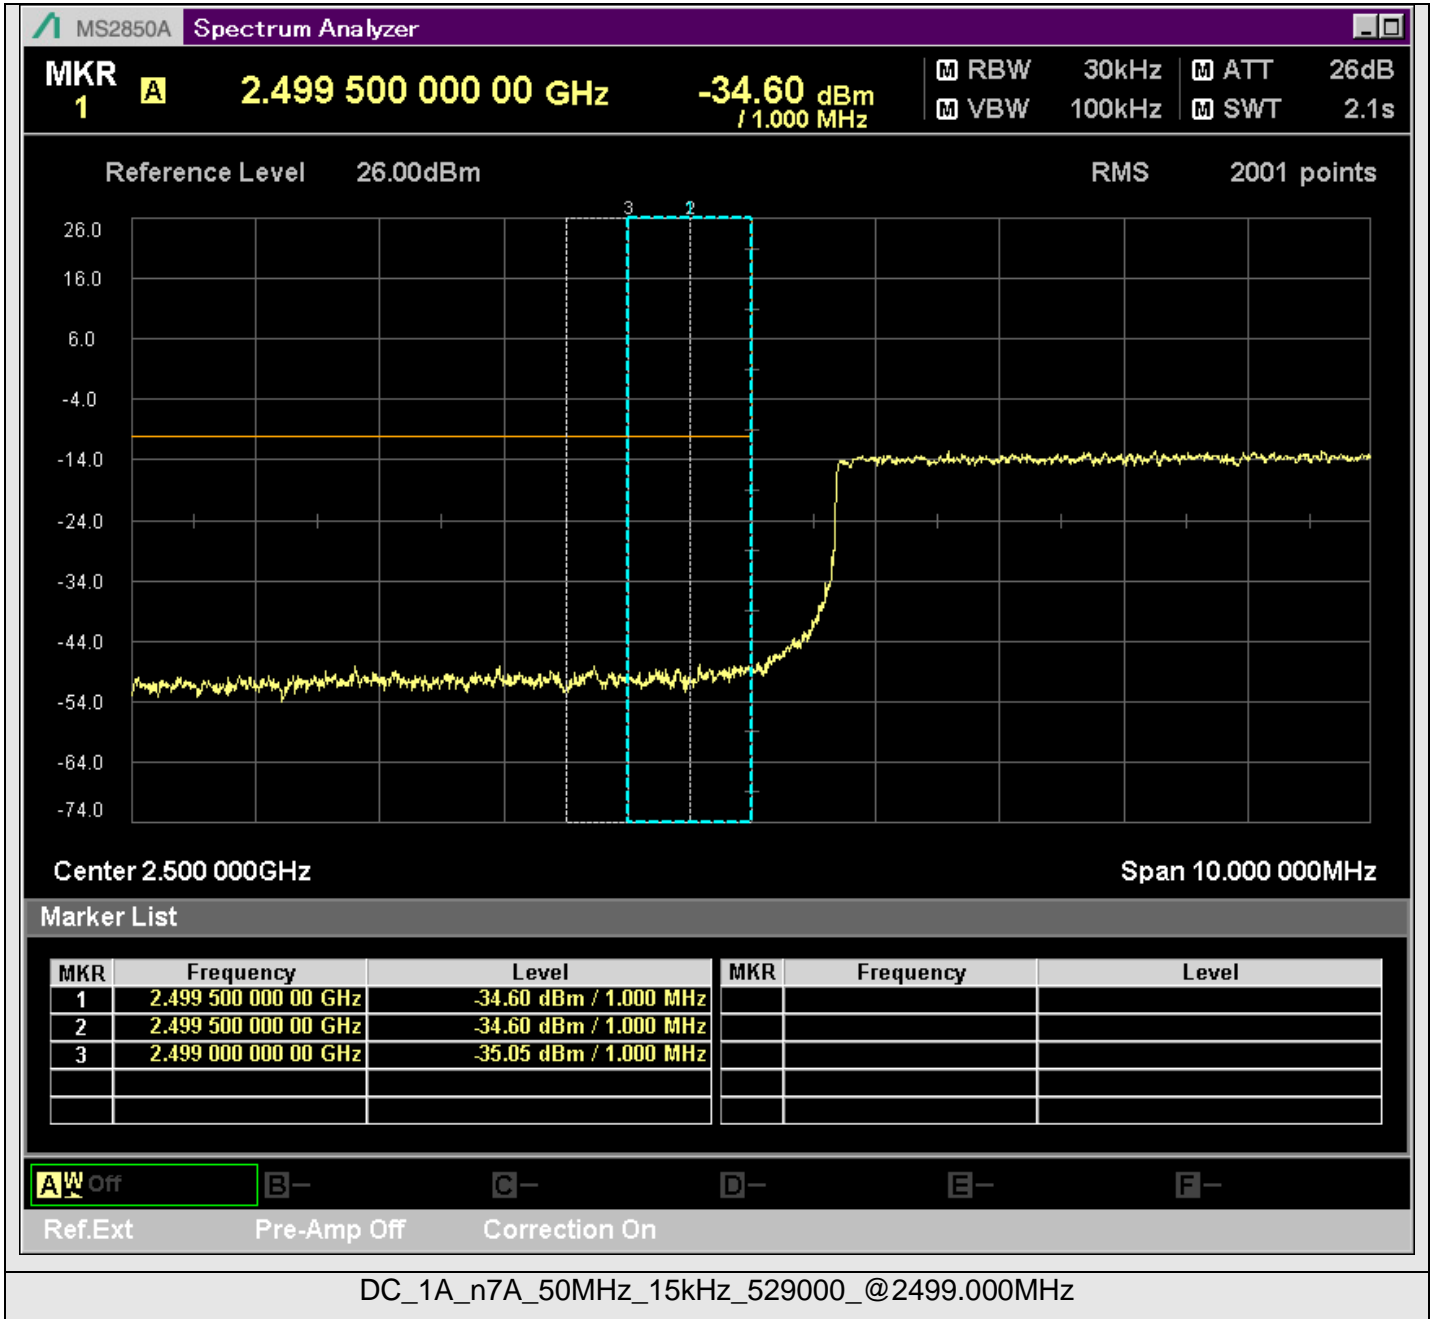 MS2850A Spectrum Analyzer
MKR 1 A 2.499 500 000 00 GHz -34.60 dBm / 1.000 MHz
M RBW 30kHz M ATT 26dB
M VBW 100kHz M SWT 2.1s
Reference Level 26.00dBm RMS 2001 points
3 2
26.0
16.0
6.0
-4.0
-14.0
-24.0
-34.0
-44.0
-54.0
-64.0
-74.0
Center 2.500 000GHz Span 10.000 000MHz
Marker List
MKR Frequency Level MKR Frequency Level
1 2.499 500 000 00 GHz -34.60 dBm / 1.000 MHz
2 2.499 500 000 00 GHz -34.60 dBm / 1.000 MHz
3 2.499 000 000 00 GHz -35.05 dBm / 1.000 MHz
A W Off B — C — D — E — F —
Ref.Ext Pre-Amp Off Correction On
DC_1A_n7A_50MHz_15kHz_529000_@2499.000MHz